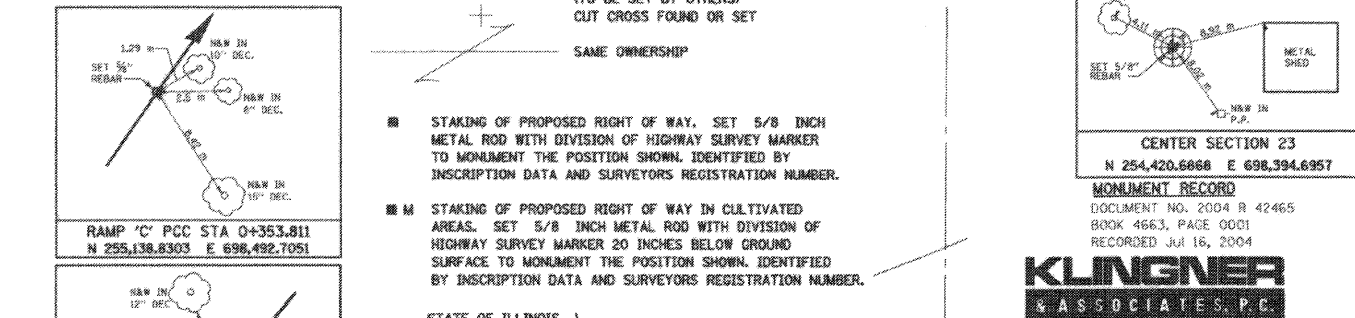 1.29 m
N&W IN
10" DEC.
SET 5/8"
REBAR
2.5 m
N&W IN
6" DEC.
N&W IN
15" DEC.
RAMP 'C' PCC STA 0+353.811
N 255,138.8303 E 698,492.7051
N&W IN
12" DEC
(TO BE SET BY OTHERS)
CUT CROSS FOUND OR SET
SAME OWNERSHIP
STAKING OF PROPOSED RIGHT OF WAY. SET 5/8 INCH
METAL ROD WITH DIVISION OF HIGHWAY SURVEY MARKER
TO MONUMENT THE POSITION SHOWN. IDENTIFIED BY
INSCRIPTION DATA AND SURVEYORS REGISTRATION NUMBER.
M STAKING OF PROPOSED RIGHT OF WAY IN CULTIVATED
AREAS. SET 5/8 INCH METAL ROD WITH DIVISION OF
HIGHWAY SURVEY MARKER 20 INCHES BELOW GROUND
SURFACE TO MONUMENT THE POSITION SHOWN. IDENTIFIED
BY INSCRIPTION DATA AND SURVEYORS REGISTRATION NUMBER.
STATE OF ILLINOIS )
8.92 m
METAL
SHED
SET 5/8"
REBAR
N&W IN
P.P.
CENTER SECTION 23
N 254,420.6868 E 698,394.6957
MONUMENT RECORD
DOCUMENT NO. 2004 R 42465
BOOK 4663, PAGE 0001
RECORDED Jul 16, 2004
KLINGNER
& ASSOCIATES, P.C.